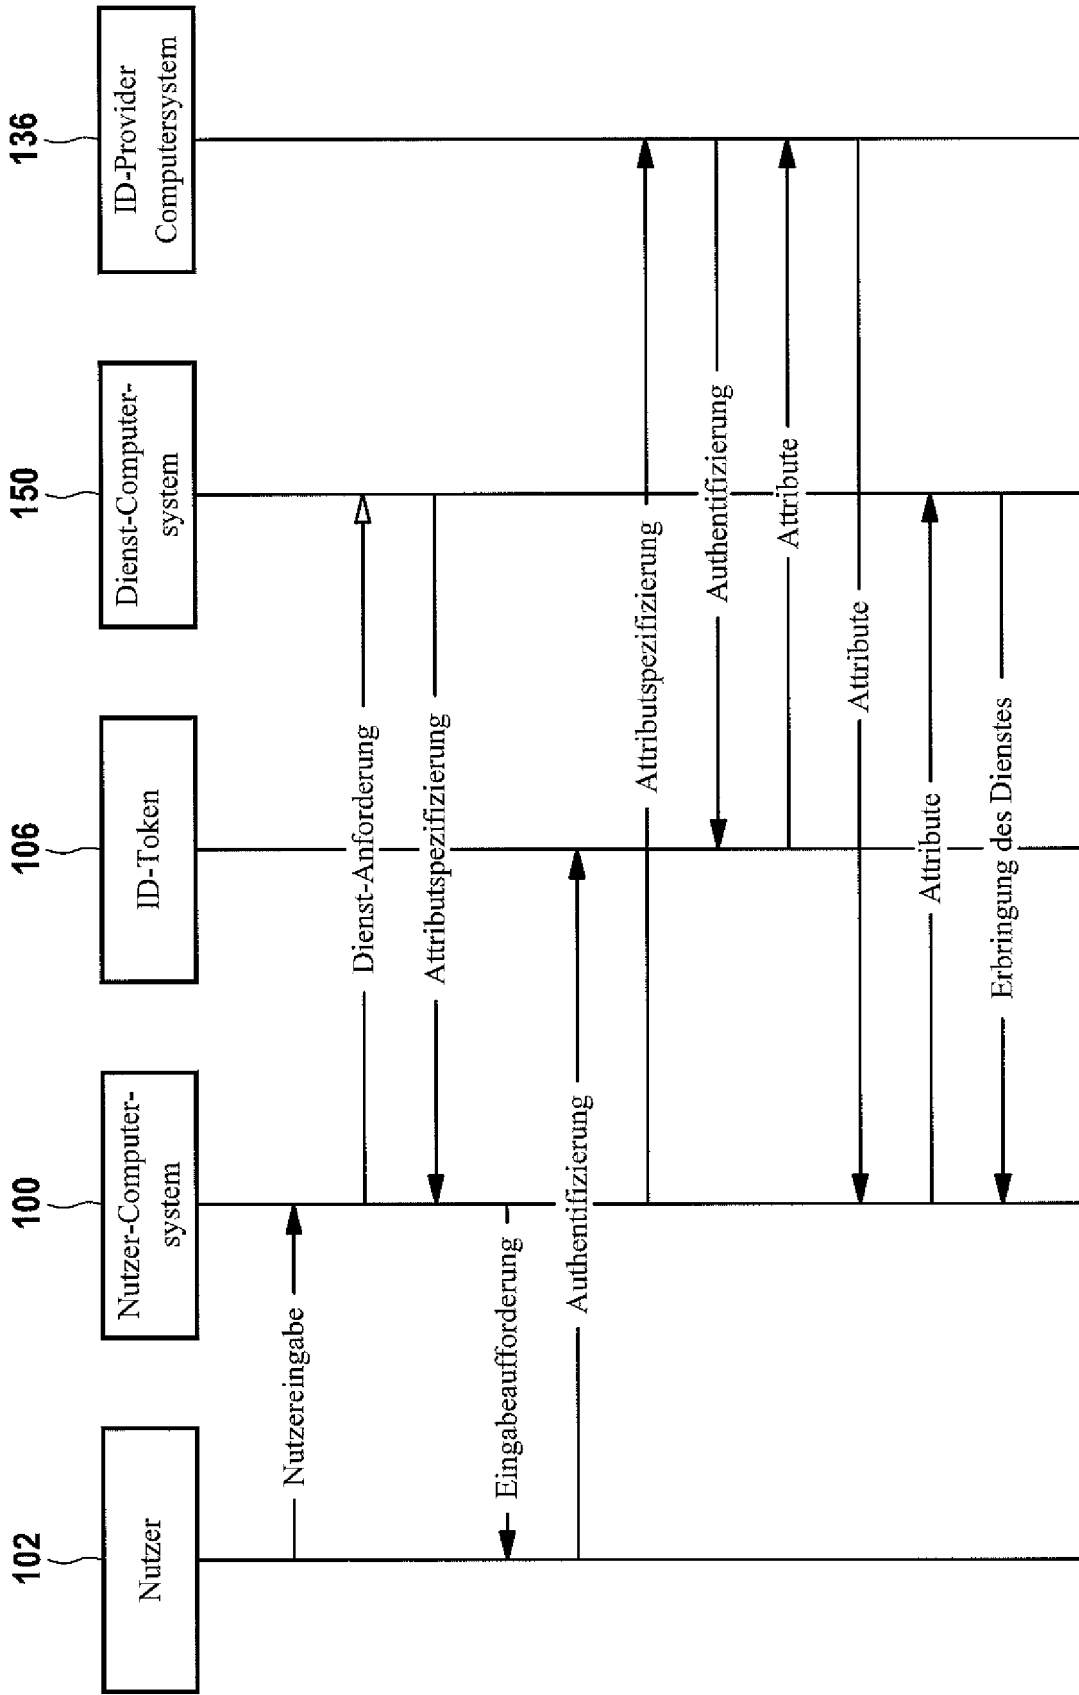 102
100
106
150
136
Nutzer
Nutzer-Computer-
system
ID-Token
Dienst-Computer-
system
ID-Provider
Computersystem
Nutzereingabe
Dienst-Anforderung
Attributspezifizierung
Eingabeaufforderung
Authentifizierung
Attributspezifizierung
Authentifizierung
Attribute
Attribute
Attribute
Erbringung des Dienstes